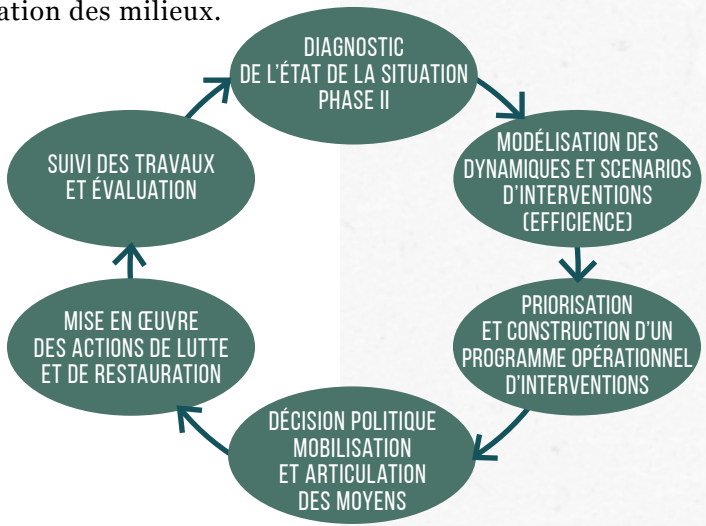 ation des milieux.
DIAGNOSTIC
DE L'ÉTAT DE LA SITUATION
PHASE II
MODÉLISATION DES
DYNAMIQUES ET SCENARIOS
D'INTERVENTIONS
(EFFICIENCE)
PRIORISATION
ET CONSTRUCTION D'UN
PROGRAMME OPÉRATIONNEL
D'INTERVENTIONS
DÉCISION POLITIQUE
MOBILISATION
ET ARTICULATION
DES MOYENS
MISE EN ŒUVRE
DES ACTIONS DE LUTTE
ET DE RESTAURATION
SUIVI DES TRAVAUX
ET ÉVALUATION